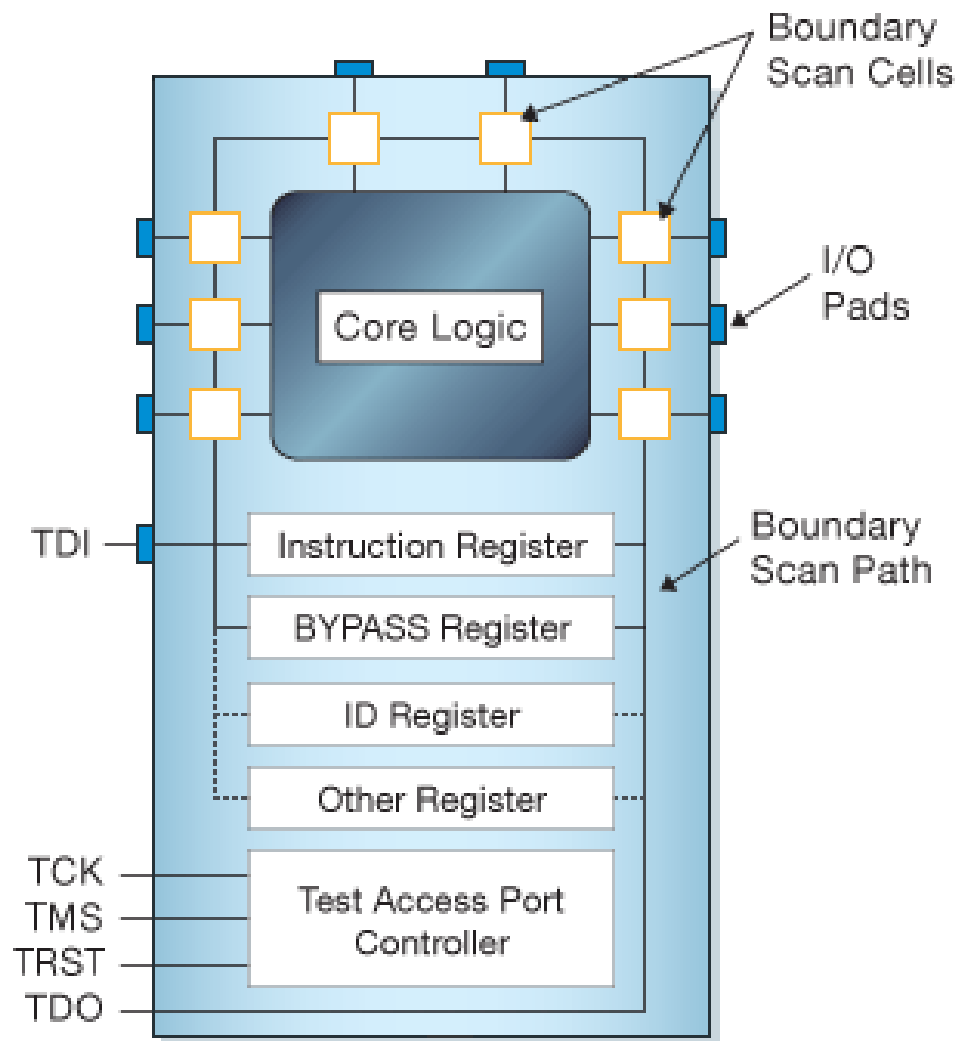 Boundary
Scan Cells
I/O
Pads
Core Logic
Boundary
Scan Path
TDI
Instruction Register
BYPASS Register
ID Register
Other Register
TCK
TMS
TRST
TDO
Test Access Port
Controller